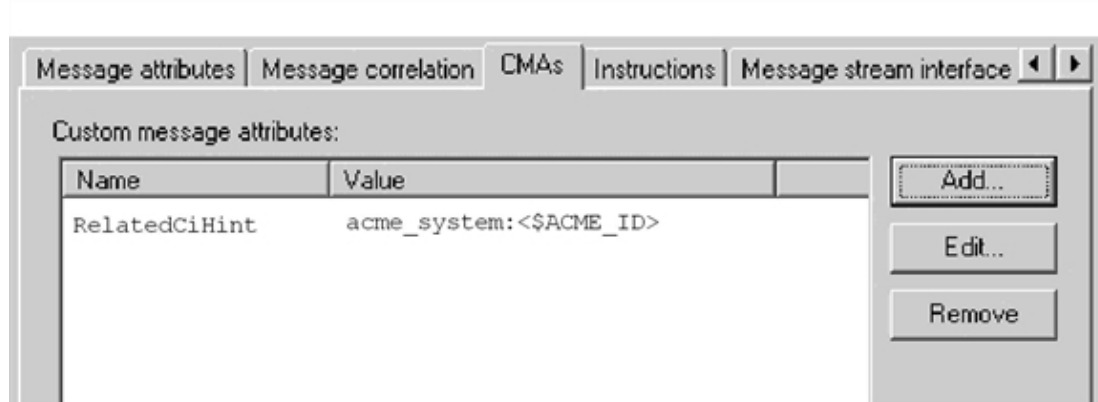 Message attributes Message correlation CMAs Instructions Message stream interface
Custom message attributes:
Name Value
Add...
RelatedCiHint acme_system:<$ACME_ID>
Edit...
Remove